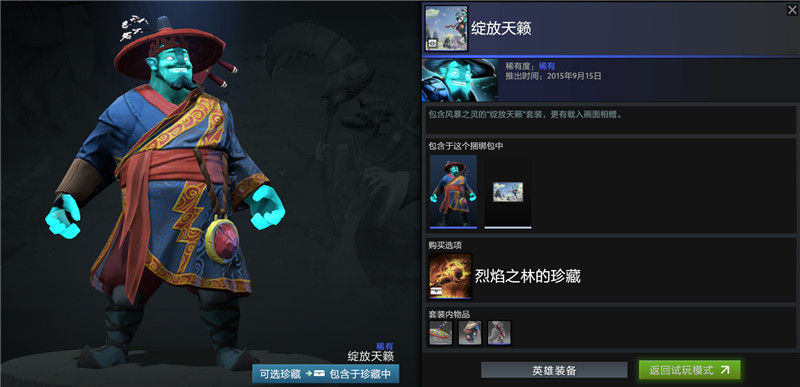 绽放天籁
稀有度：稀有
推出时间：2015年9月15日
包含风暴之灵的“绽放天籁”套装，更有载入画面相赠。
包含于这个捆绑包中
购买选项
烈焰之林的珍藏
套装内物品
稀有
绽放天籁
可选珍藏 → 包含于珍藏中
英雄装备
返回试玩模式